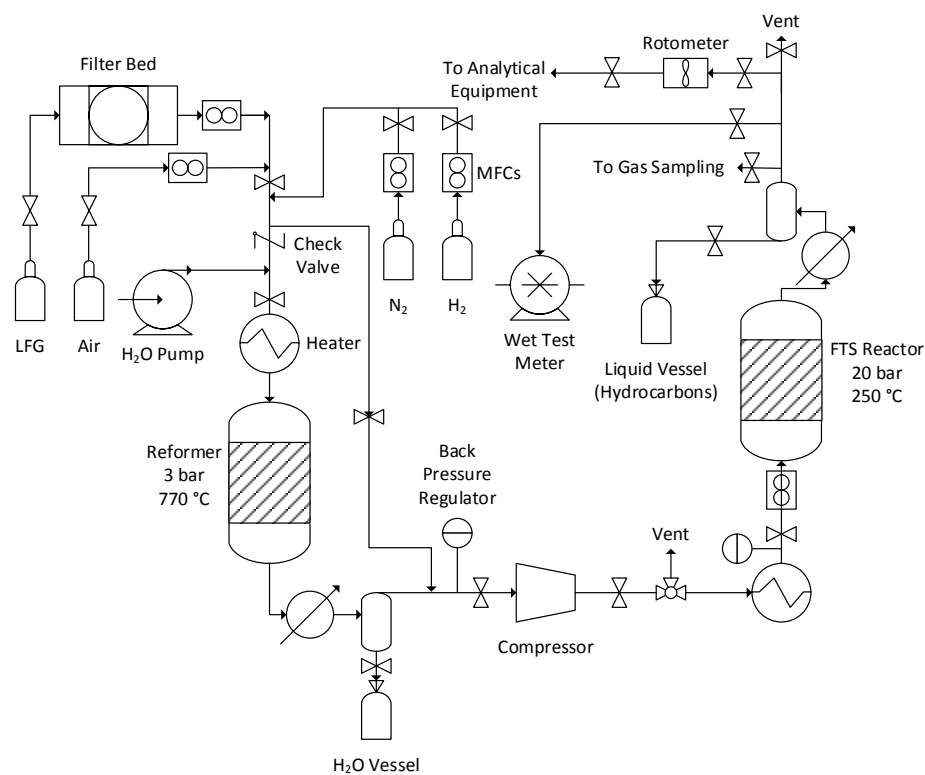 Vent
Rotometer
To Analytical
Equipment
Filter Bed
To Gas Sampling
MFCs
Check
Valve
N₂
H₂
LFG
Air
H₂O Pump
Heater
Wet Test
Meter
Liquid Vessel
(Hydrocarbons)
FTS Reactor
20 bar
250 °C
Reformer
3 bar
770 °C
Back
Pressure
Regulator
Vent
Compressor
H₂O Vessel